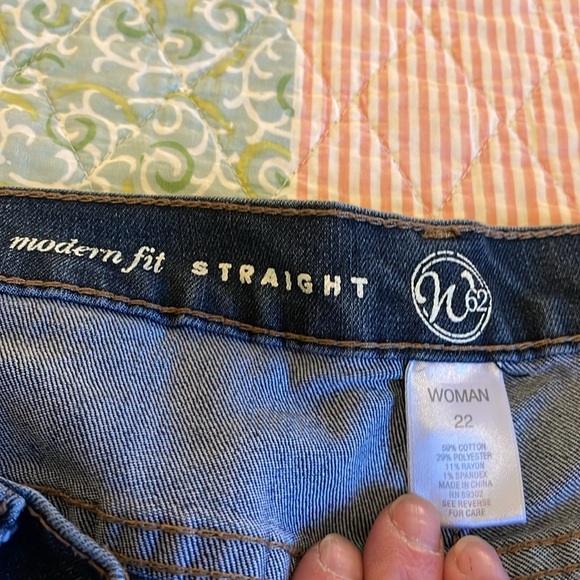 modern fit STRAIGHT
W 62
WOMAN
22
59% COTTON
29% POLYESTER
11% RAYON
1% SPANDEX
MADE IN CHINA
RN 89302
SEE REVERSE
FOR CARE